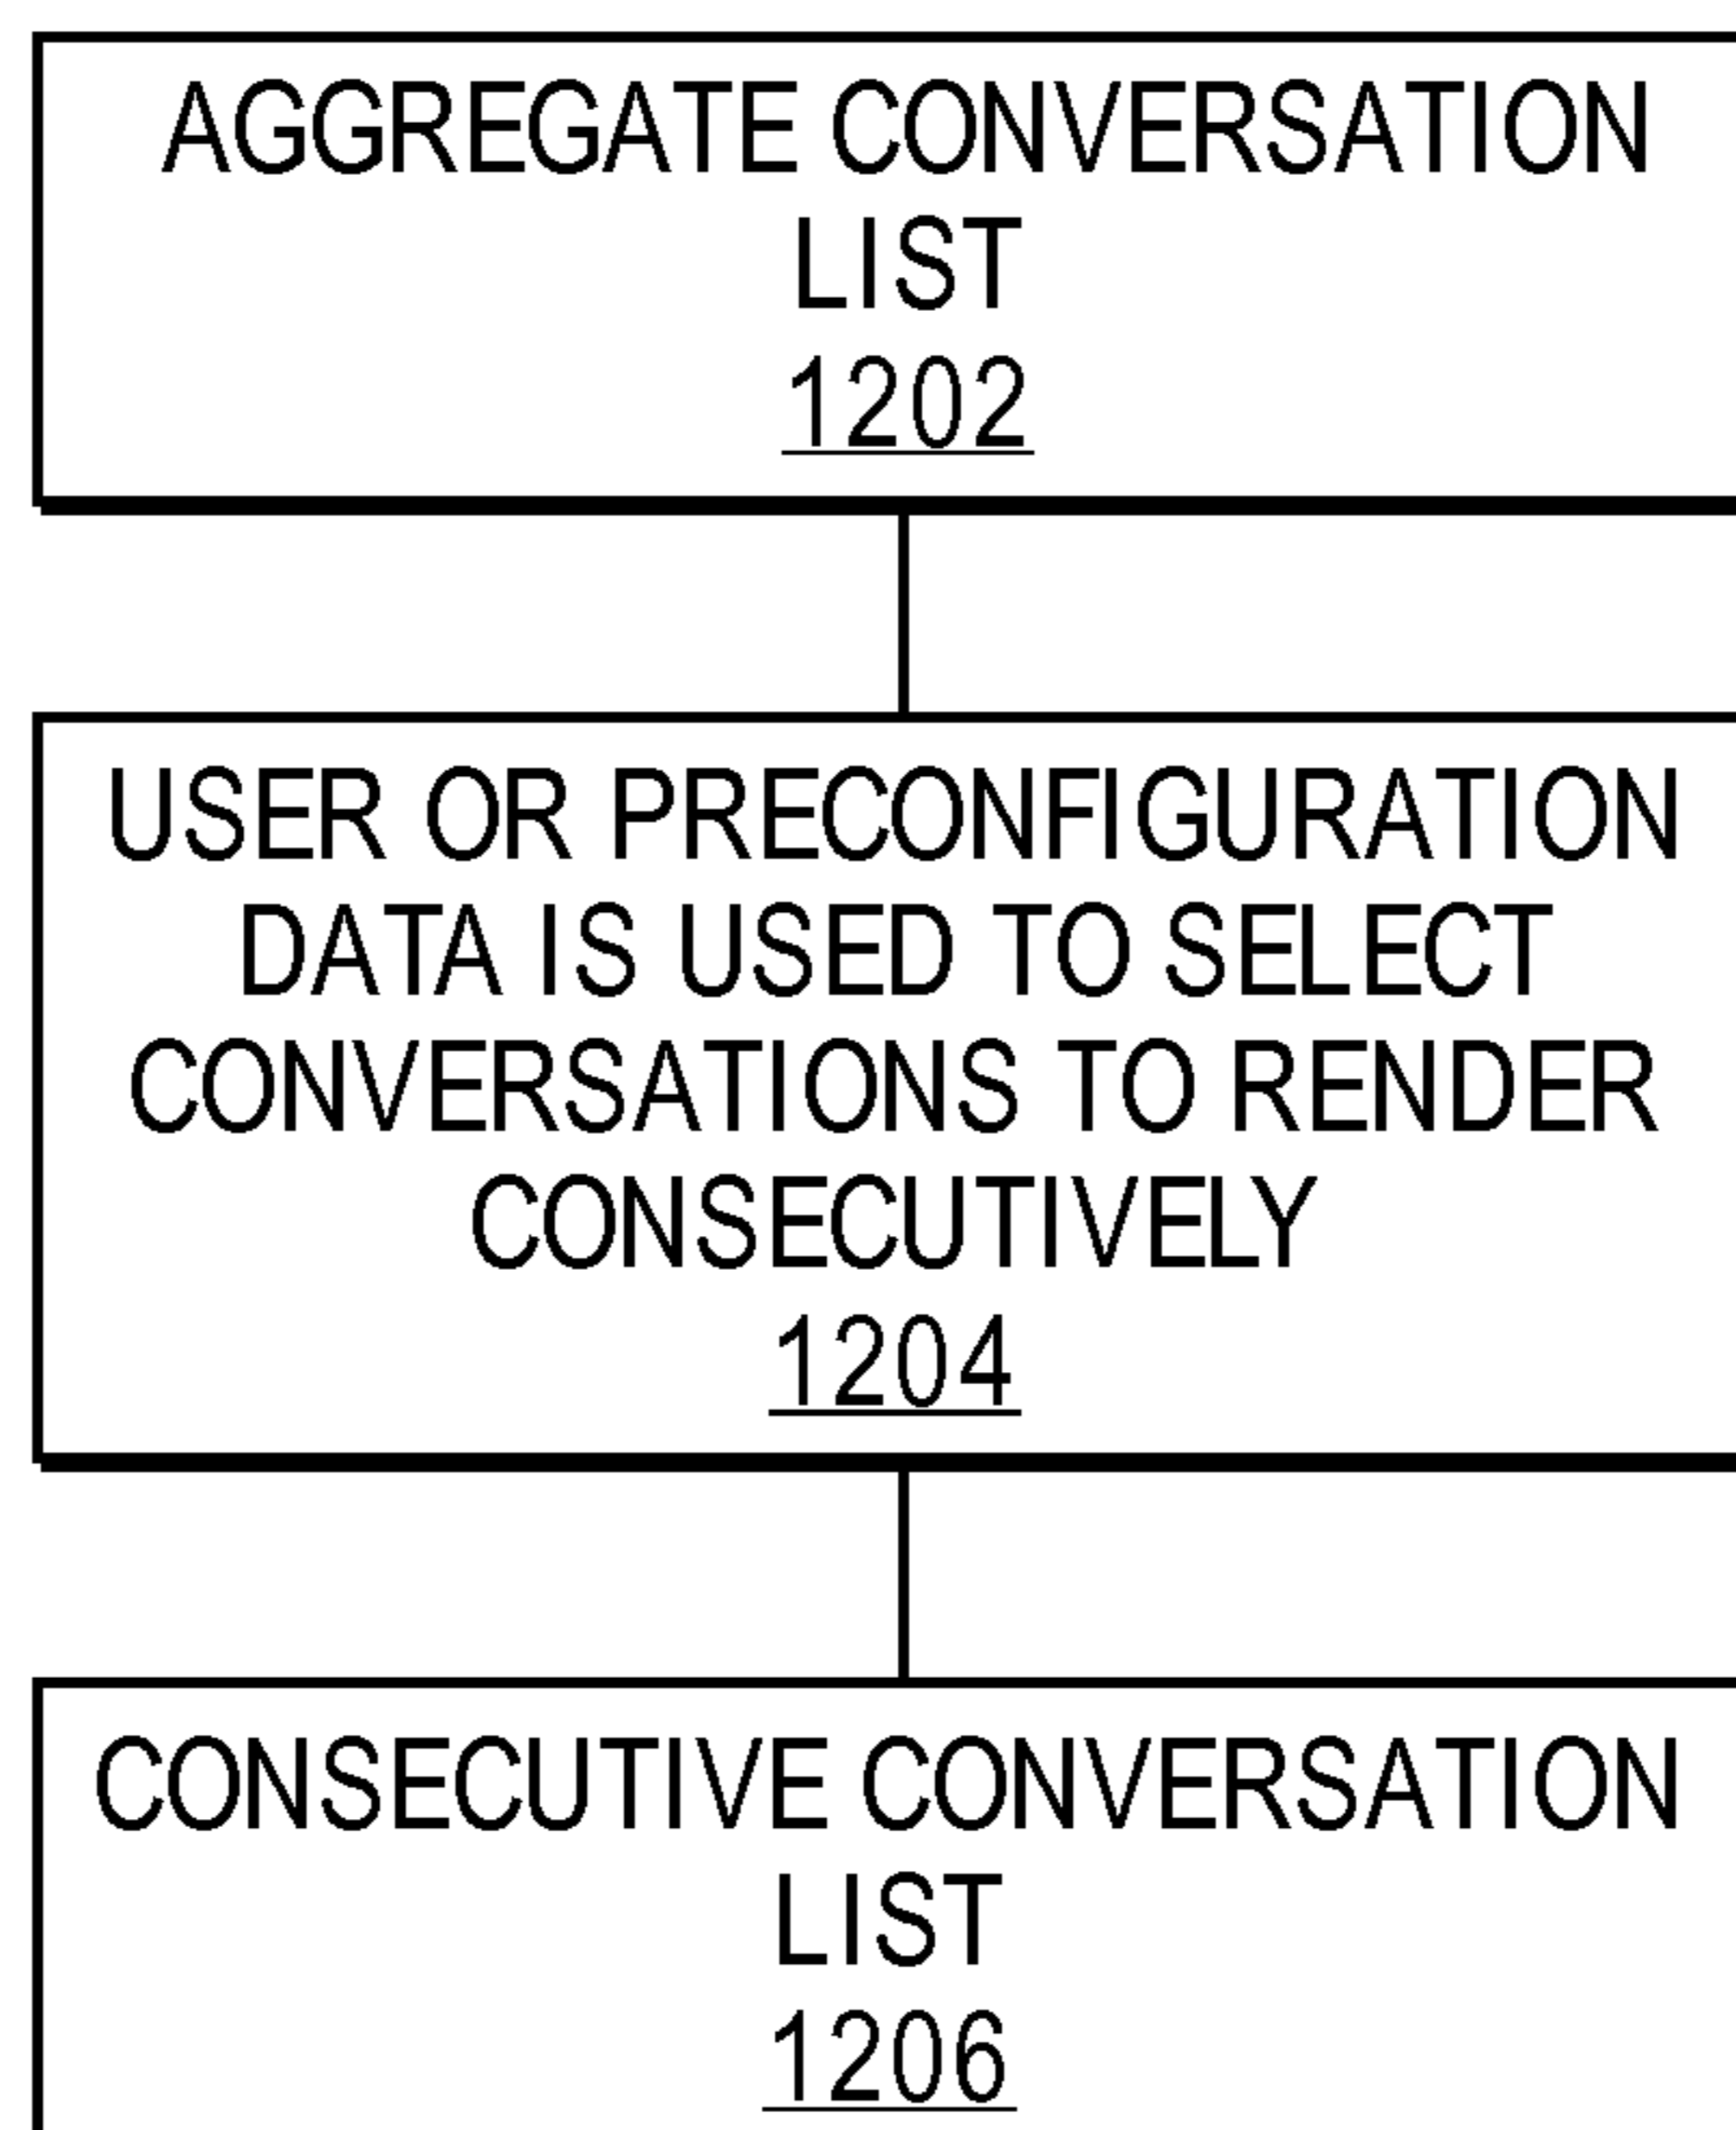 AGGREGATE CONVERSATION
LIST
1202
USER OR PRECONFIGURATION
DATA IS USED TO SELECT
CONVERSATIONS TO RENDER
CONSECUTIVELY
1204
CONSECUTIVE CONVERSATION
LIST
1206